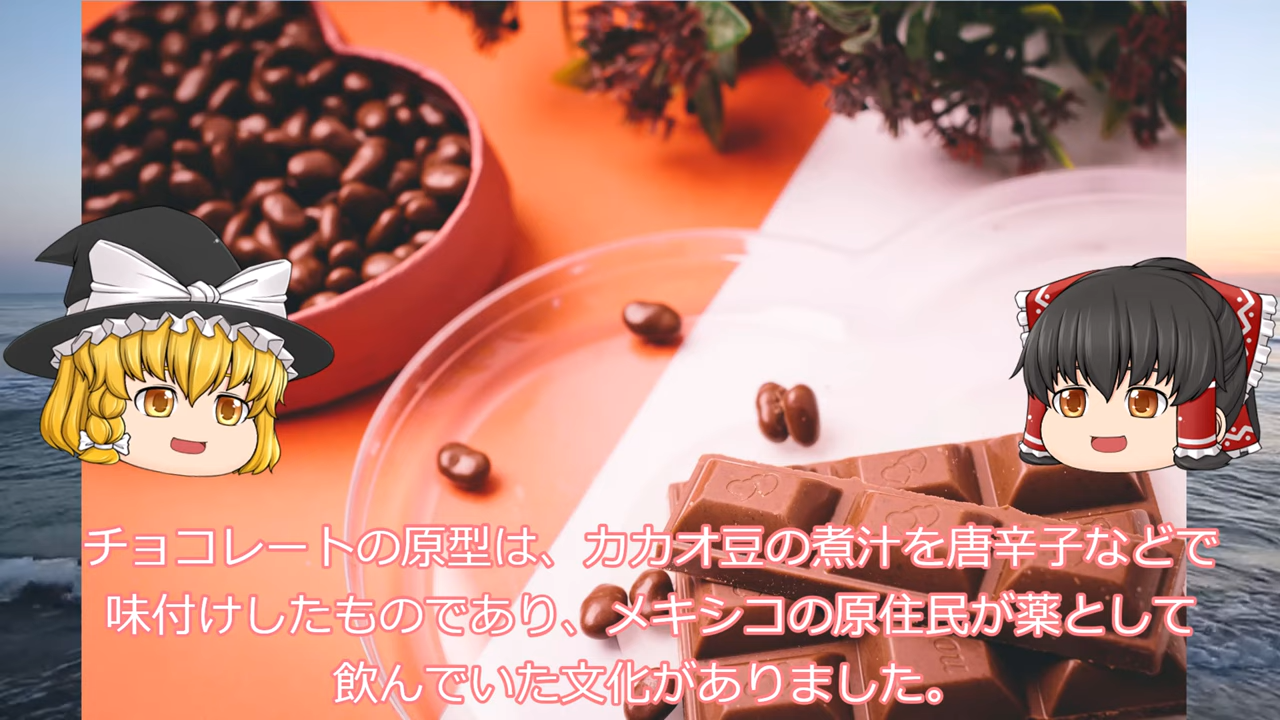 チョコレートの原型は、カカオ豆の煮汁を唐辛子などで
味付けしたものであり、メキシコの原住民が薬として
飲んでいた文化がありました。